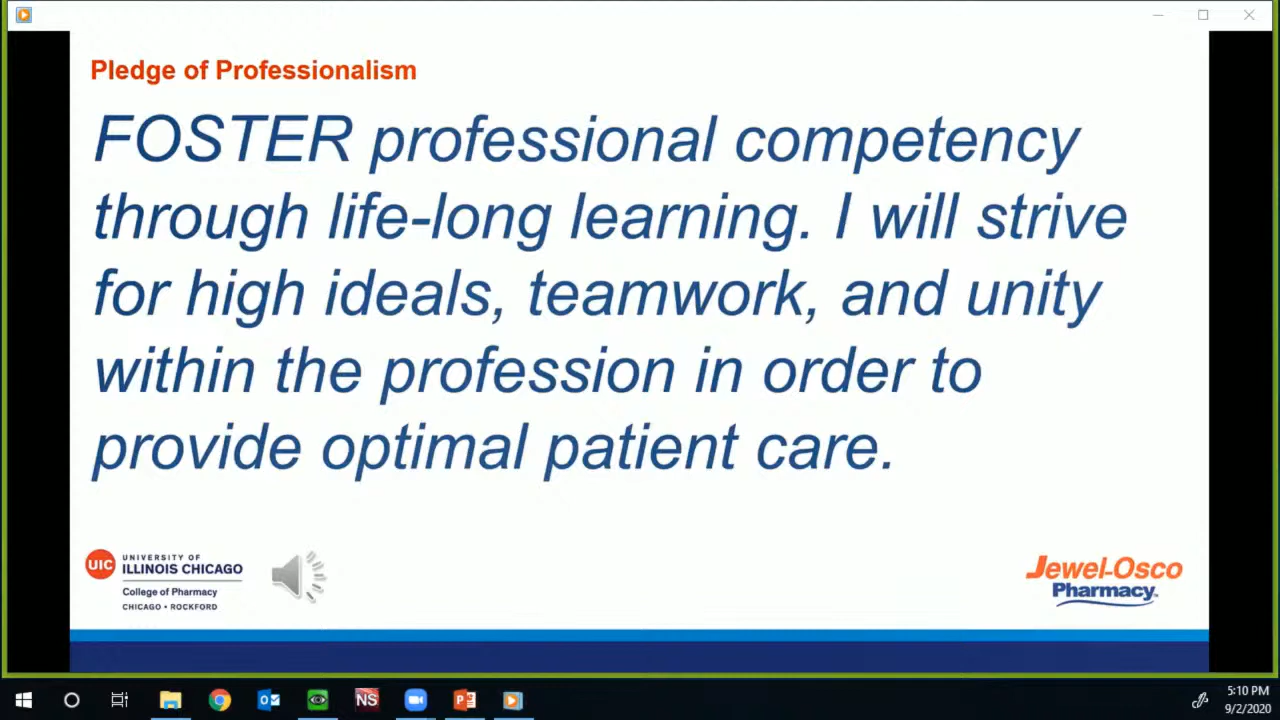 Pledge of Professionalism
FOSTER professional competency
through life-long learning. I will strive
for high ideals, teamwork, and unity
within the profession in order to
provide optimal patient care.
UIC
UNIVERSITY OF
ILLINOIS CHICAGO
College of Pharmacy
CHICAGO • ROCKFORD
Jewel-Osco
Pharmacy
NS
5:10 PM
9/2/2020